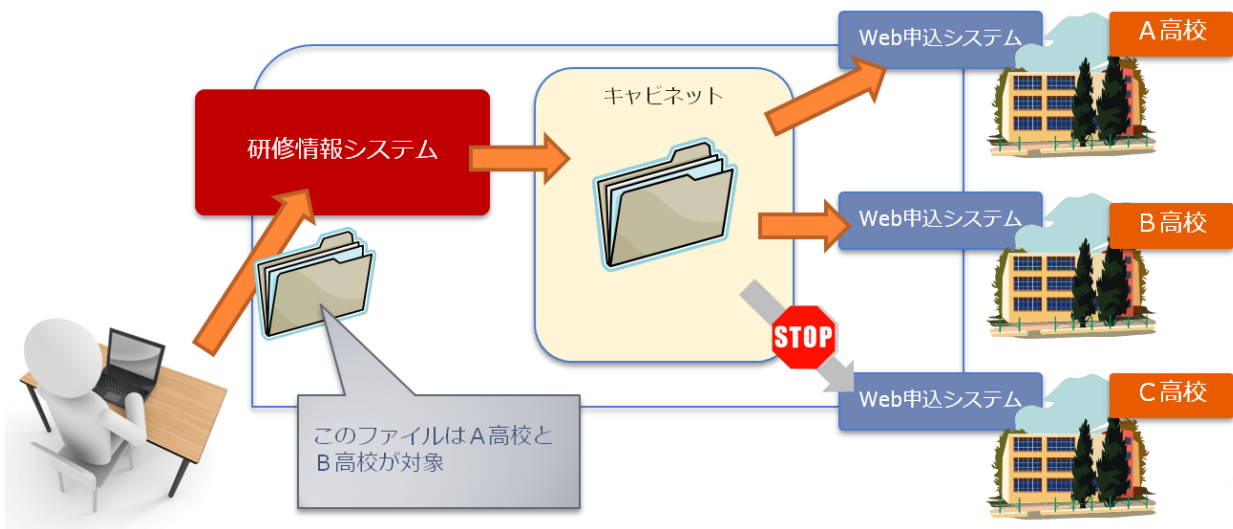 Web申込システム
A高校
キャビネット
研修情報システム
Web申込システム
B高校
STOP
Web申込システム
C高校
このファイルはA高校と
B高校が対象